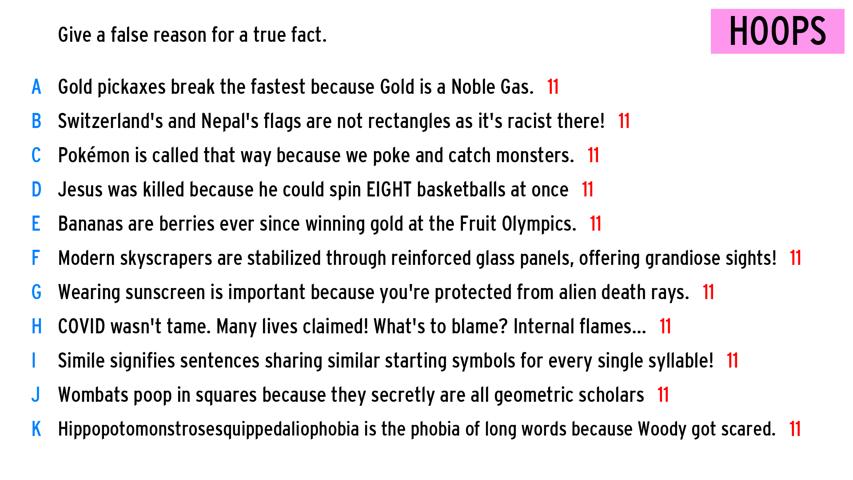 Give a false reason for a true fact.
HOOPS
A Gold pickaxes break the fastest because Gold is a Noble Gas. 11
B Switzerland's and Nepal's flags are not rectangles as it's racist there! 11
C Pokémon is called that way because we poke and catch monsters. 11
D Jesus was killed because he could spin EIGHT basketballs at once 11
E Bananas are berries ever since winning gold at the Fruit Olympics. 11
F Modern skyscrapers are stabilized through reinforced glass panels, offering grandiose sights! 11
G Wearing sunscreen is important because you're protected from alien death rays. 11
H COVID wasn't tame. Many lives claimed! What's to blame? Internal flames... 11
I Simile signifies sentences sharing similar starting symbols for every single syllable! 11
J Wombats poop in squares because they secretly are all geometric scholars 11
K Hippopotomonstrosesquippedaliophobia is the phobia of long words because Woody got scared. 11